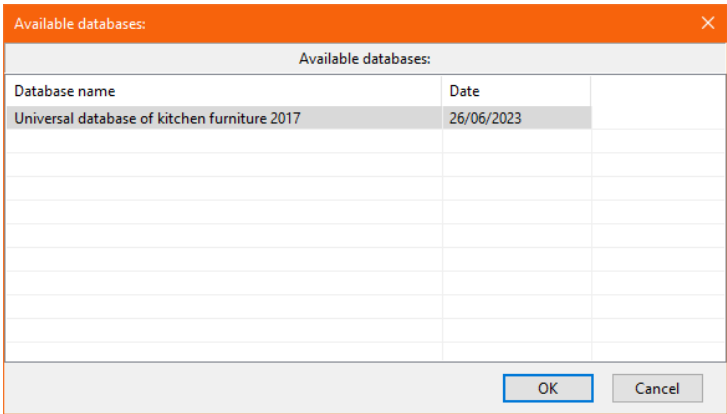 Available databases:
Available databases:
Database name Date
Universal database of kitchen furniture 2017 26/06/2023
OK Cancel